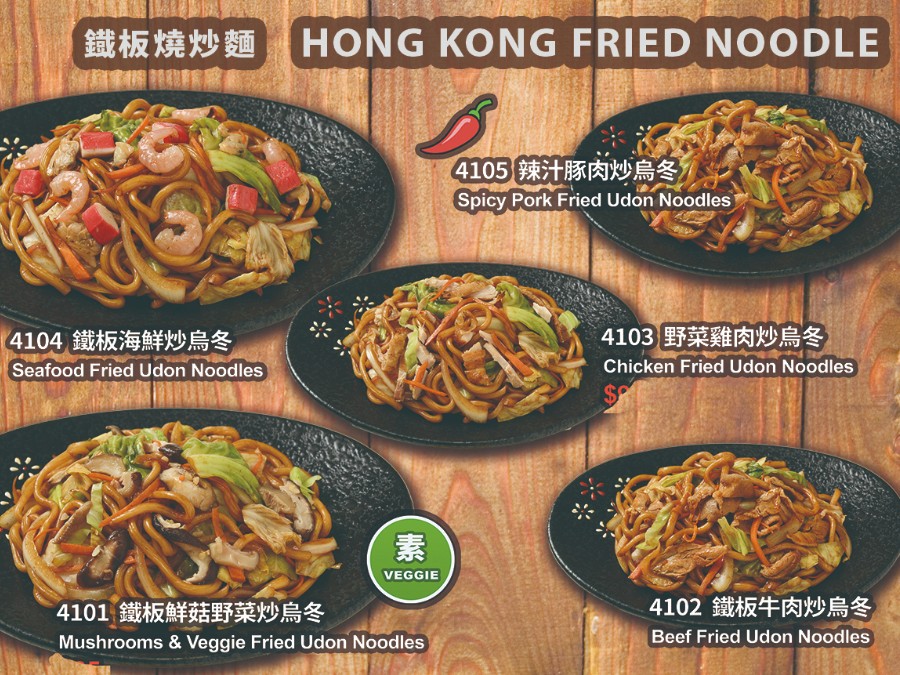 鐵板燒炒麵 HONG KONG FRIED NOODLE
4105 辣汁豚肉炒烏冬
Spicy Pork Fried Udon Noodles
4104 鐵板海鮮炒烏冬
Seafood Fried Udon Noodles
4103 野菜雞肉炒烏冬
Chicken Fried Udon Noodles
素
VEGGIE
4101 鐵板鮮菇野菜炒烏冬
Mushrooms & Veggie Fried Udon Noodles
4102 鐵板牛肉炒烏冬
Beef Fried Udon Noodles